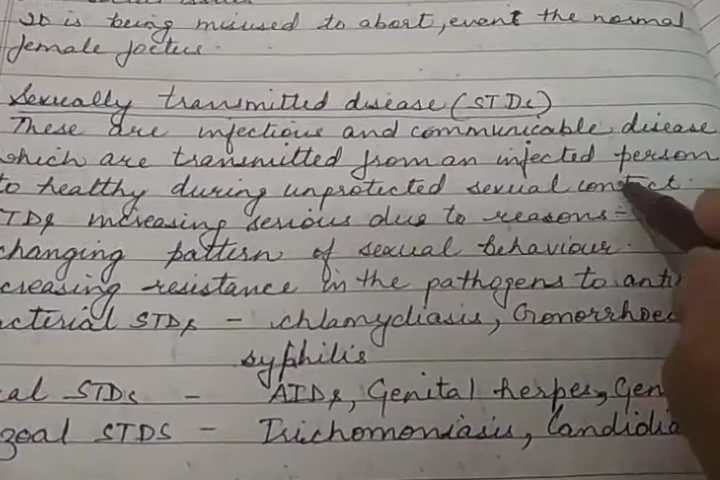 It is being misused to abort, event the normal
female foetus.
Sexually transmitted disease (STDs)
These are infectious and communicable disease
which are transmitted from an infected person
to healthy during unprotected sexual contact.
TDs increasing serious due to reasons -
changing pattern of sexual behaviour.
creasing resistance in the pathogens to anti
acterial STDs - chlamydiasis, Gonorrhoea
syphilis
al STDs - AIDs, Genital herpes, Gen
zoal STDS - Trichomoniasis, Candidia